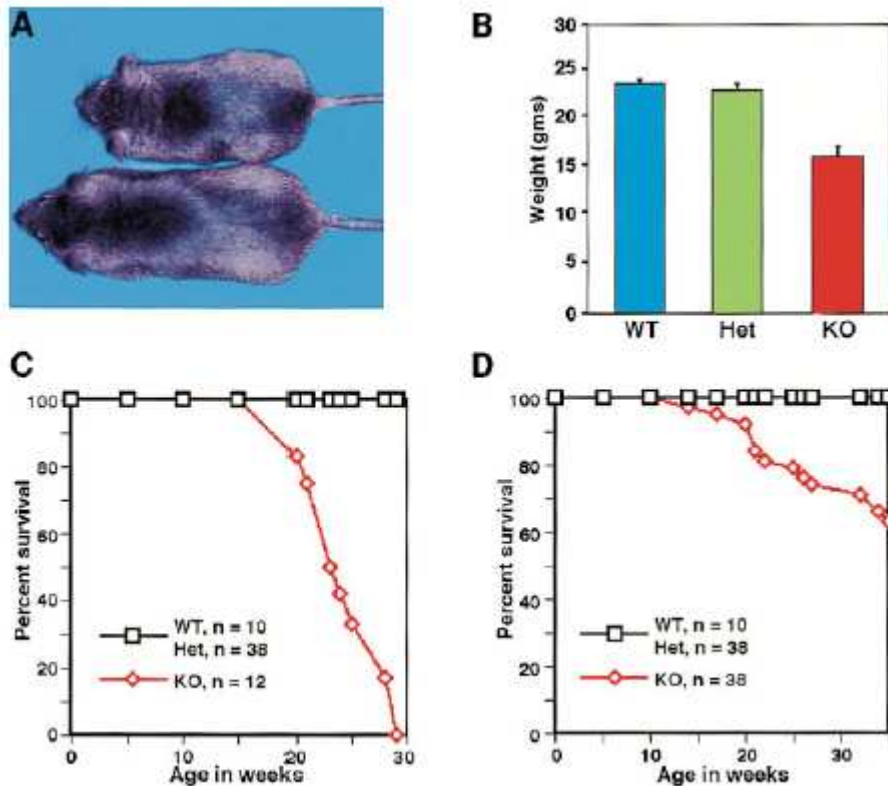 A
B
30
25
20
15
10
5
0
Weight (gms)
WT Het KO
C
100
80
60
40
20
0
Percent survival
WT, n = 10
Het, n = 38
KO, n = 12
0 10 20 30
Age in weeks
D
100
80
60
40
20
0
Percent survival
WT, n = 10
Het, n = 38
KO, n = 38
0 10 20 30
Age in weeks